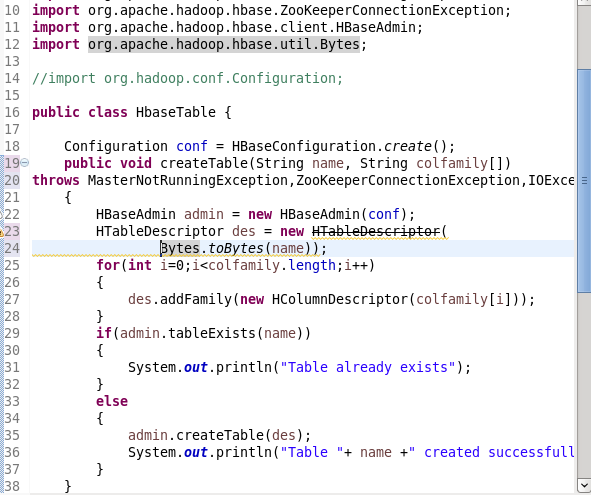 10 import org.apache.hadoop.hbase.ZooKeeperConnectionException;
11 import org.apache.hadoop.hbase.client.HBaseAdmin;
12 import org.apache.hadoop.hbase.util.Bytes;
13
14 //import org.hadoop.conf.Configuration;
15
16 public class HbaseTable {
17
18 Configuration conf = HBaseConfiguration.create();
19 public void createTable(String name, String colfamily[])
20 throws MasterNotRunningException,ZooKeeperConnectionException,IOExce
21 {
22 HBaseAdmin admin = new HBaseAdmin(conf);
23 HTableDescriptor des = new HTableDescriptor(
24 Bytes.toBytes(name));
25 for(int i=0;i<colfamily.length;i++)
26 {
27 des.addFamily(new HColumnDescriptor(colfamily[i]));
28 }
29 if(admin.tableExists(name))
30 {
31 System.out.println("Table already exists");
32 }
33 else
34 {
35 admin.createTable(des);
36 System.out.println("Table "+ name +" created successfull
37 }
38 }